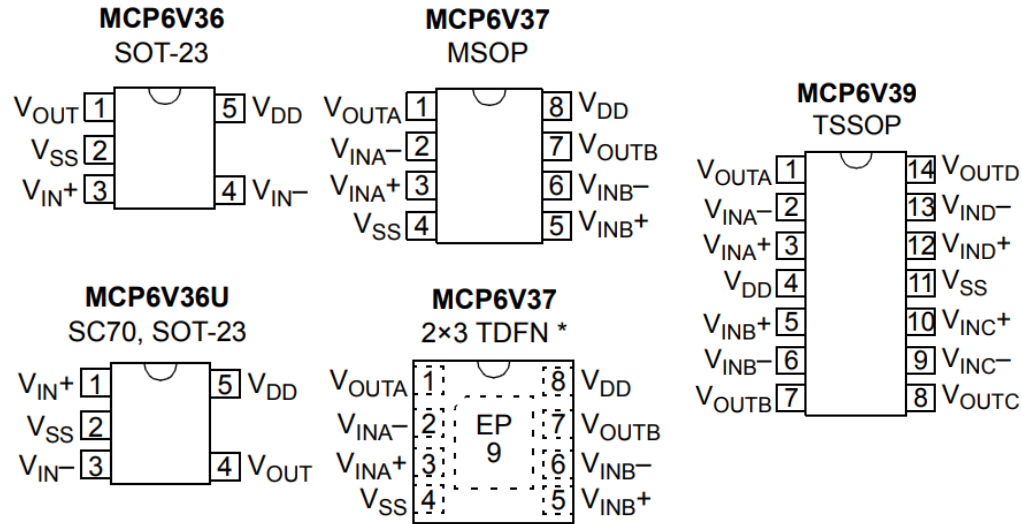 MCP6V36
SOT-23
VOUT 1 5 VDD
VSS 2
VIN+ 3 4 VIN–
MCP6V37
MSOP
VOUTA 1 8 VDD
VINA– 2 7 VOUTB
VINA+ 3 6 VINB–
VSS 4 5 VINB+
MCP6V36U
SC70, SOT-23
VIN+ 1 5 VDD
VSS 2
VIN– 3 4 VOUT
MCP6V37
2×3 TDFN *
VOUTA 1 8 VDD
VINA– 2 EP 7 VOUTB
VINA+ 3 9 6 VINB–
VSS 4 5 VINB+
MCP6V39
TSSOP
VOUTA 1 14 VOUTD
VINA– 2 13 VIND–
VINA+ 3 12 VIND+
VDD 4 11 VSS
VINB+ 5 10 VINC+
VINB– 6 9 VINC–
VOUTB 7 8 VOUTC